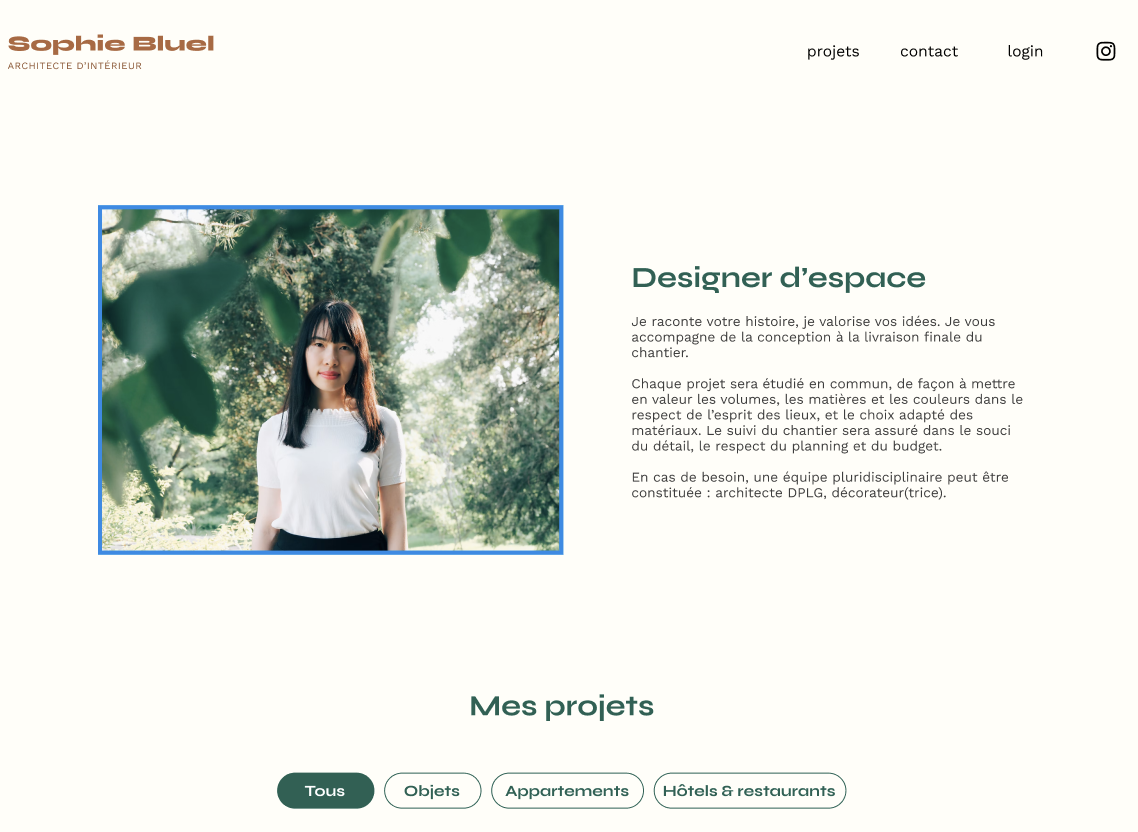 Sophie Bluel
ARCHITECTE D’INTÉRIEUR
projets contact login
Designer d’espace
Je raconte votre histoire, je valorise vos idées. Je vous
accompagne de la conception à la livraison finale du
chantier.
Chaque projet sera étudié en commun, de façon à mettre
en valeur les volumes, les matières et les couleurs dans le
respect de l’esprit des lieux, et le choix adapté des
matériaux. Le suivi du chantier sera assuré dans le souci
du détail, le respect du planning et du budget.
En cas de besoin, une équipe pluridisciplinaire peut être
constituée : architecte DPLG, décorateur(trice).
Mes projets
Tous Objets Appartements Hôtels & restaurants